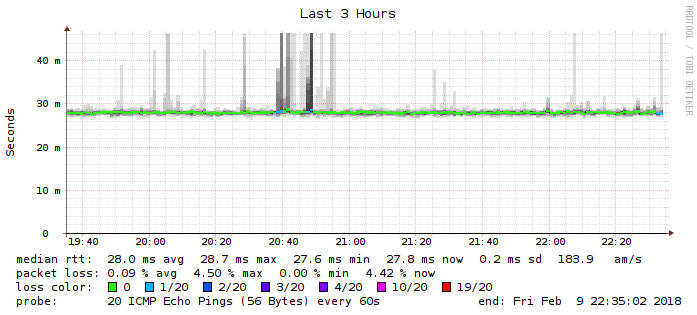 Last 3 Hours
RRDTOOL / TOBI OETIKER
Seconds
40 m
30 m
20 m
10 m
0
19:40 20:00 20:20 20:40 21:00 21:20 21:40 22:00 22:20
median rtt: 28.0 ms avg 28.7 ms max 27.6 ms min 27.8 ms now 0.2 ms sd 183.9 am/s
packet loss: 0.09 % avg 4.50 % max 0.00 % min 4.42 % now
loss color: 0 1/20 2/20 3/20 4/20 10/20 19/20
probe: 20 ICMP Echo Pings (56 Bytes) every 60s end: Fri Feb 9 22:35:02 2018